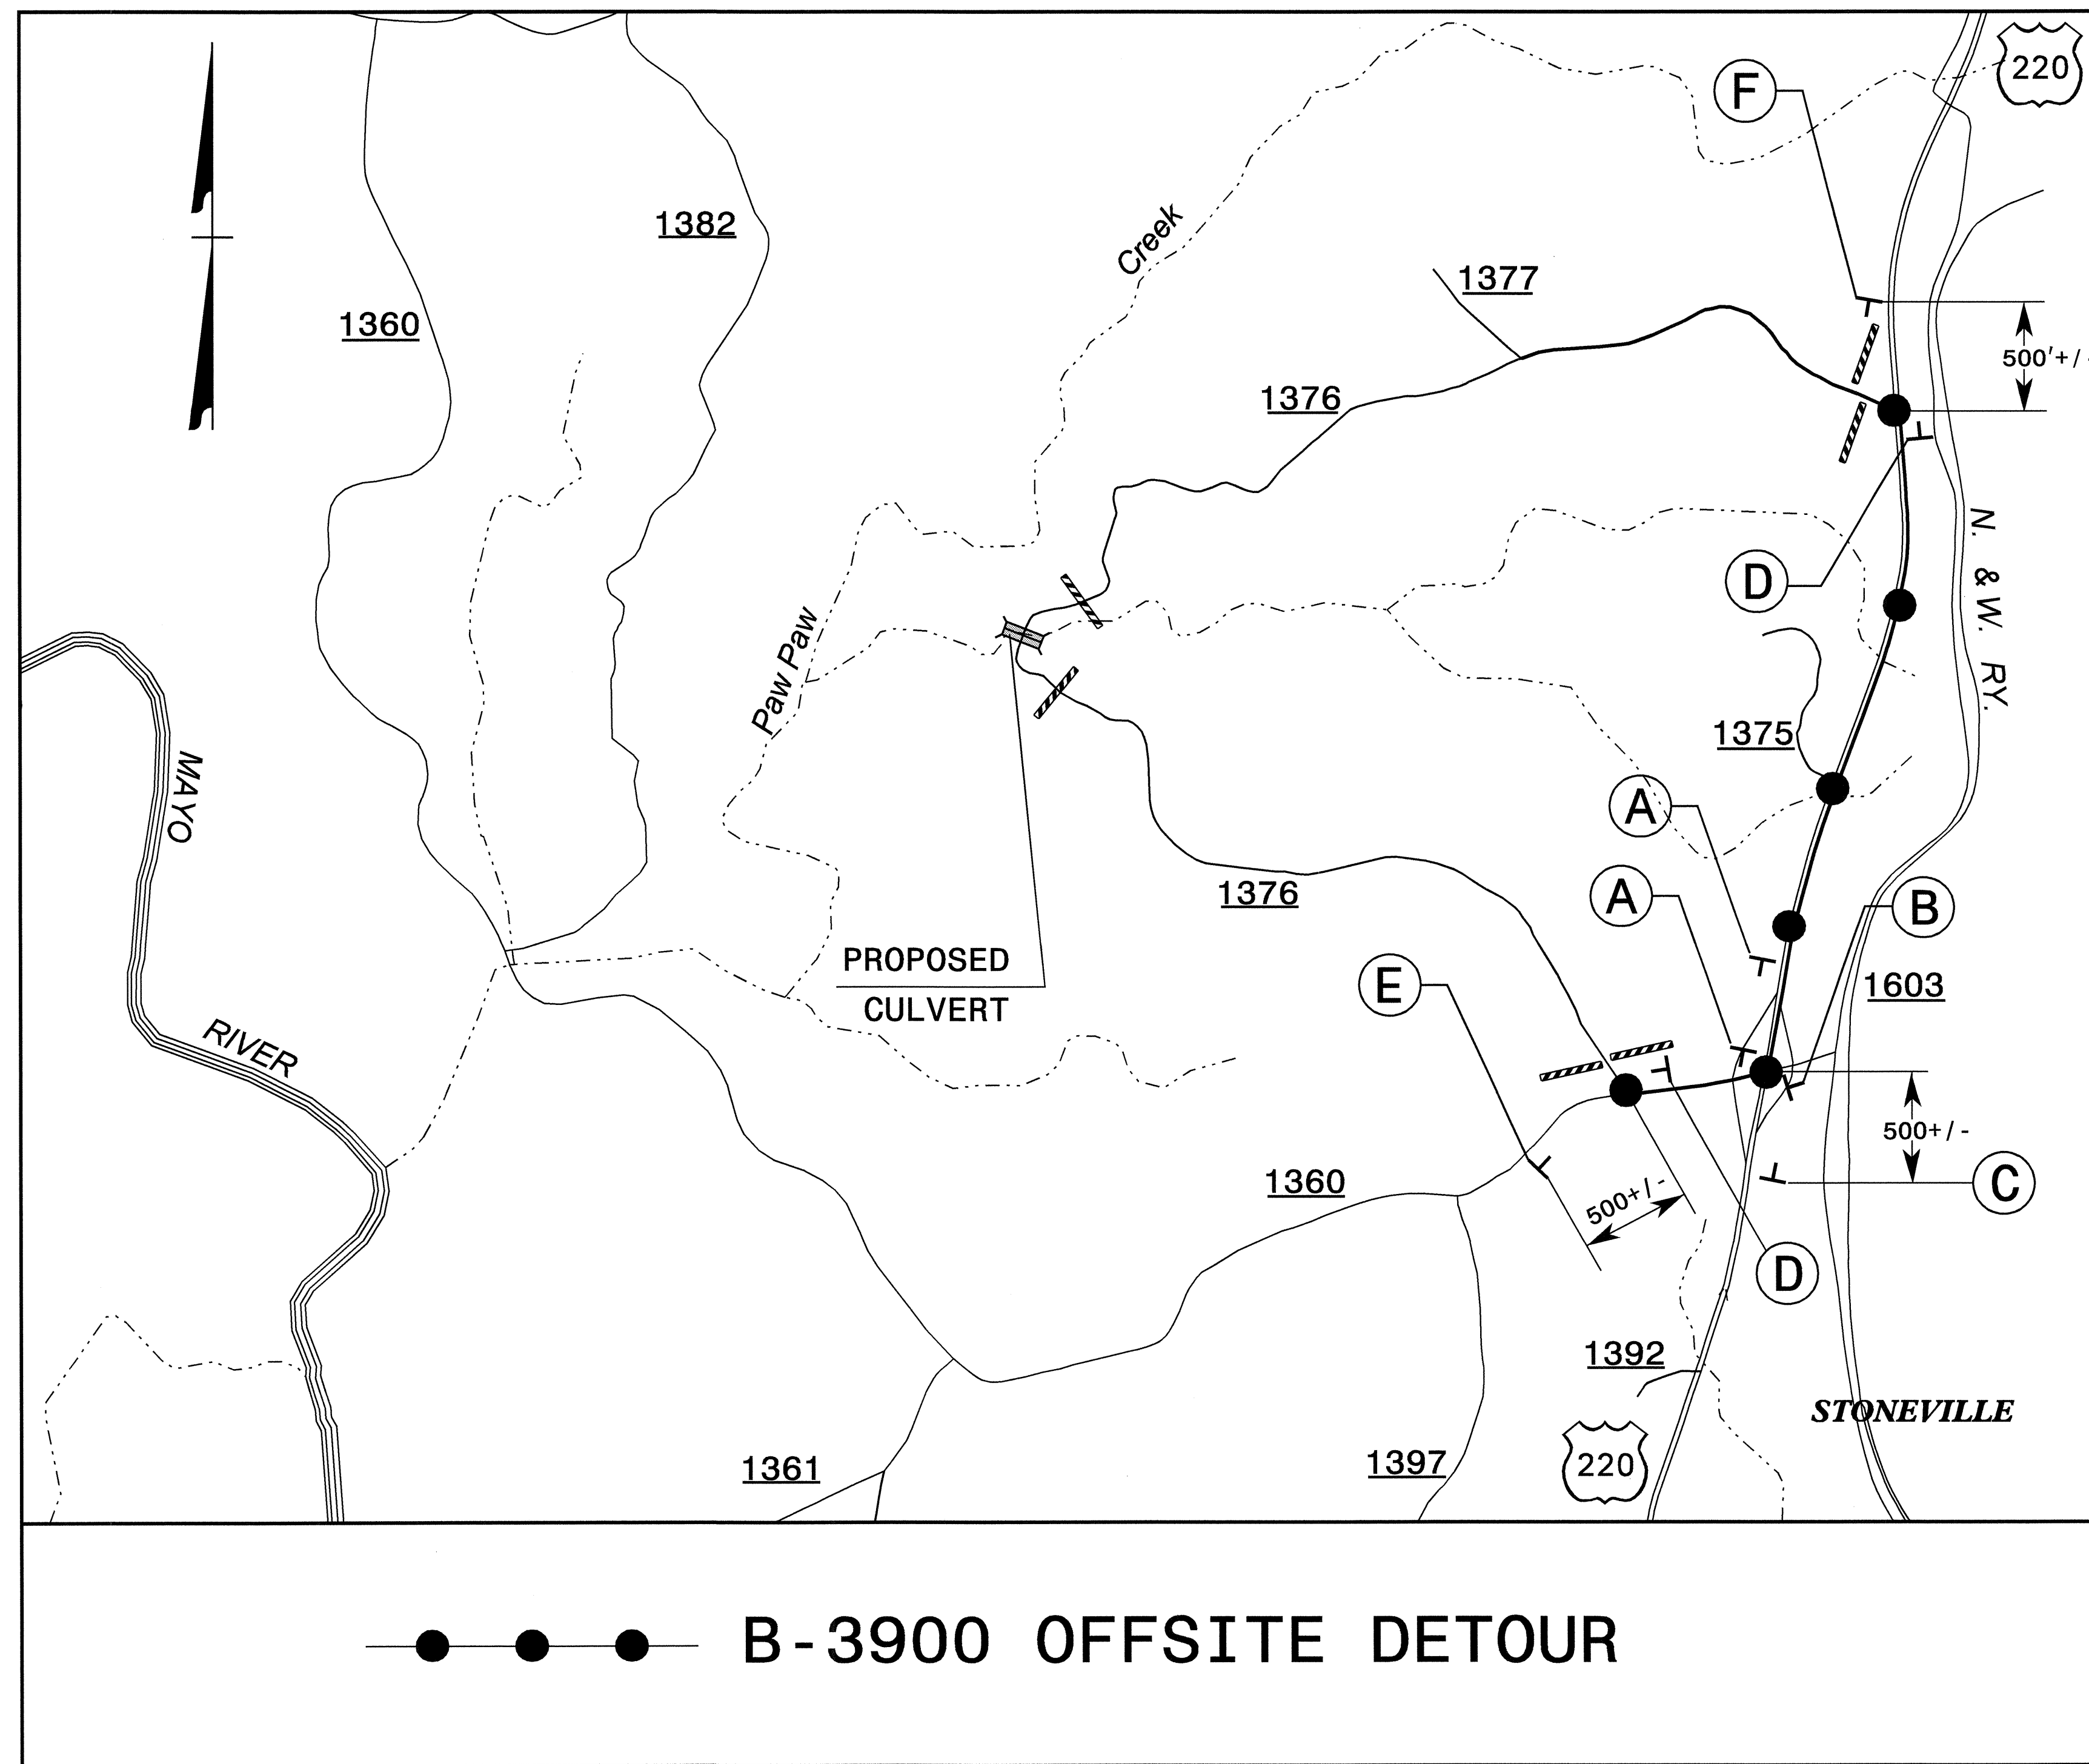 220
F
1382
Creek
1377
1360
500'+/-
1376
N. & W. RY.
D
Paw Paw
1375
MAYO
A
1376
A
B
PROPOSED
CULVERT
E
1603
RIVER
500+/-
1360
500+/-
C
D
1392
STONEVILLE
1361
1397
220
B-3900 OFFSITE DETOUR